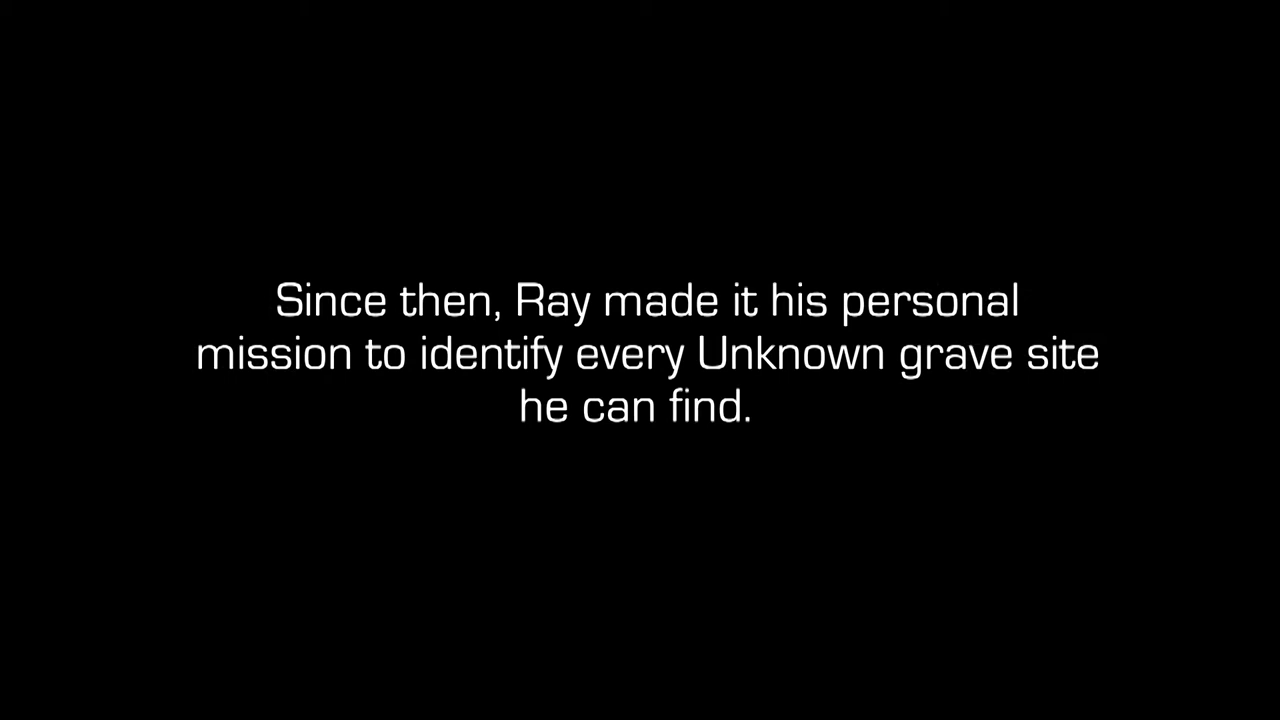 Since then, Ray made it his personal
mission to identify every Unknown grave site
he can find.